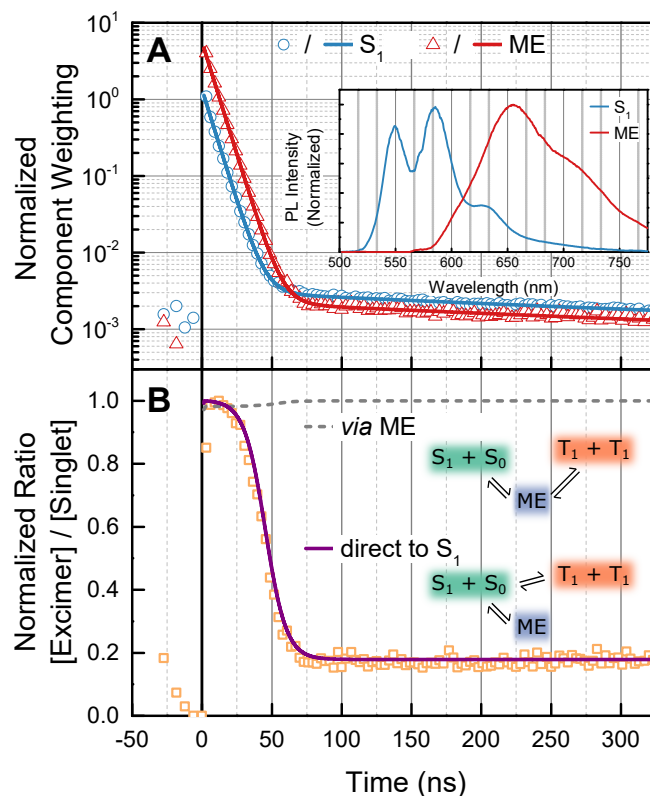 A
○ / S₁ △ / ME
10¹
10⁰
10⁻¹
10⁻²
10⁻³
Normalized
Component Weighting
PL Intensity
(Normalized)
S₁
ME
500 550 600 650 700 750
Wavelength (nm)
B
1.0
0.8
0.6
0.4
0.2
0.0
Normalized Ratio
[Excimer] / [Singlet]
via ME
S₁ + S₀ T₁ + T₁
ME
direct to S₁
S₁ + S₀ ⇌ T₁ + T₁
ME
-50 0 50 100 150 200 250 300
Time (ns)